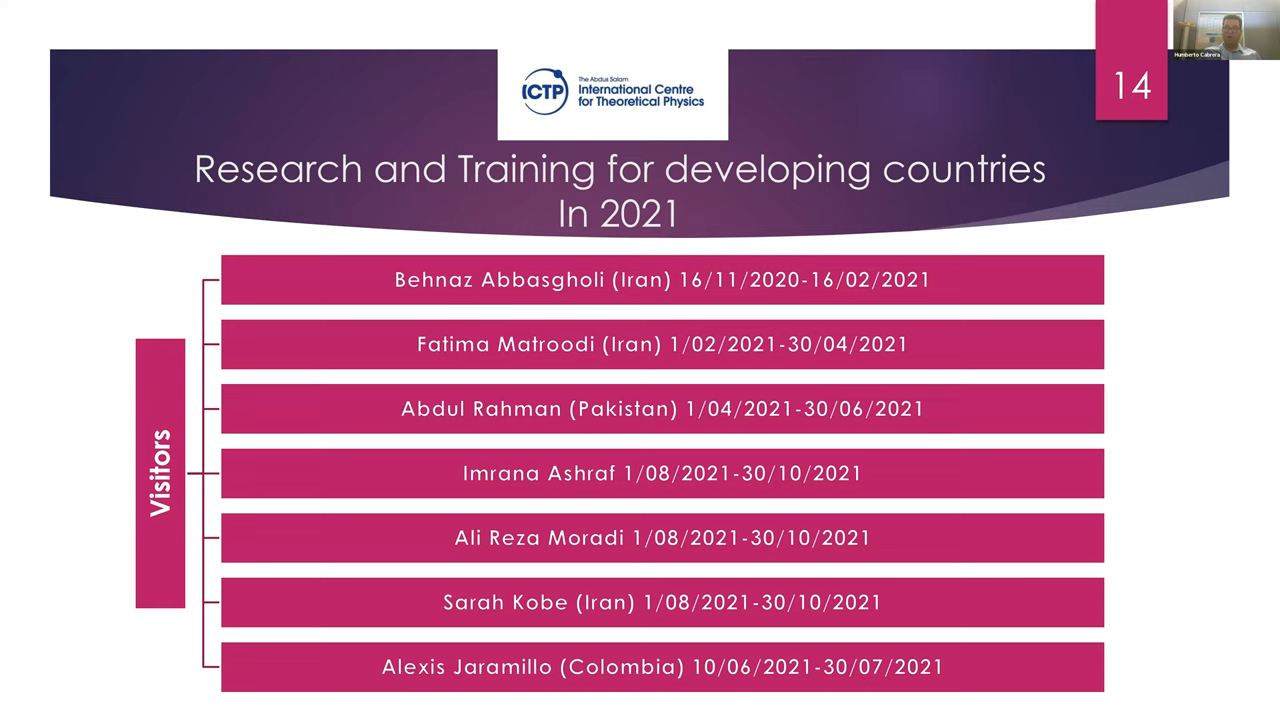 Humberto Cabrera
14
ICTP
The Abdus Salam
International Centre
for Theoretical Physics
Research and Training for developing countries
In 2021
Visitors
Behnaz Abbasgholi (Iran) 16/11/2020-16/02/2021
Fatima Matroodi (Iran) 1/02/2021-30/04/2021
Abdul Rahman (Pakistan) 1/04/2021-30/06/2021
Imrana Ashraf 1/08/2021-30/10/2021
Ali Reza Moradi 1/08/2021-30/10/2021
Sarah Kobe (Iran) 1/08/2021-30/10/2021
Alexis Jaramillo (Colombia) 10/06/2021-30/07/2021